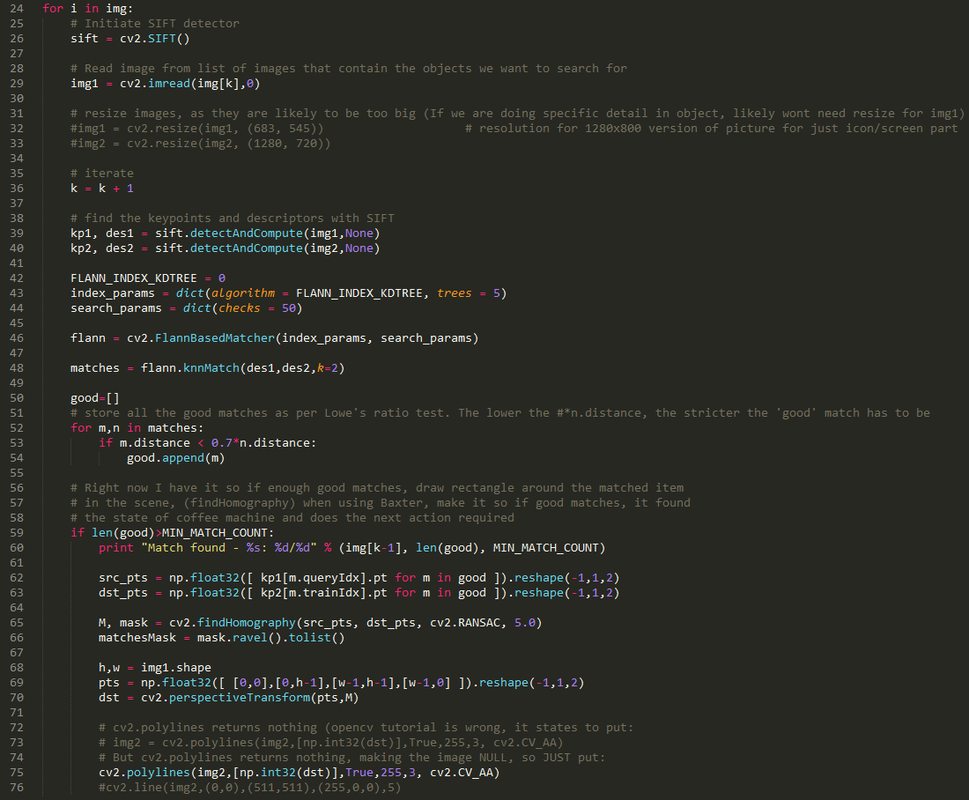 24 for i in img:
25     # Initiate SIFT detector
26     sift = cv2.SIFT()
27
28     # Read image from list of images that contain the objects we want to search for
29     img1 = cv2.imread(img[k],0)
30
31     # resize images, as they are likely to be too big (If we are doing specific detail in object, likely wont need resize for img1)
32     #img1 = cv2.resize(img1, (683, 545))                    # resolution for 1280x800 version of picture for just icon/screen part
33     #img2 = cv2.resize(img2, (1280, 720))
34
35     # iterate
36     k = k + 1
37
38     # find the keypoints and descriptors with SIFT
39     kp1, des1 = sift.detectAndCompute(img1,None)
40     kp2, des2 = sift.detectAndCompute(img2,None)
41
42     FLANN_INDEX_KDTREE = 0
43     index_params = dict(algorithm = FLANN_INDEX_KDTREE, trees = 5)
44     search_params = dict(checks = 50)
45
46     flann = cv2.FlannBasedMatcher(index_params, search_params)
47
48     matches = flann.knnMatch(des1,des2,k=2)
49
50     good=[]
51     # store all the good matches as per Lowe's ratio test. The lower the #*n.distance, the stricter the 'good' match has to be
52     for m,n in matches:
53         if m.distance < 0.7*n.distance:
54             good.append(m)
55
56     # Right now I have it so if enough good matches, draw rectangle around the matched item
57     # in the scene, (findHomography) when using Baxter, make it so if good matches, it found
58     # the state of coffee machine and does the next action required
59     if len(good)>MIN_MATCH_COUNT:
60         print "Match found - %s: %d/%d" % (img[k-1], len(good), MIN_MATCH_COUNT)
61
62         src_pts = np.float32([ kp1[m.queryIdx].pt for m in good ]).reshape(-1,1,2)
63         dst_pts = np.float32([ kp2[m.trainIdx].pt for m in good ]).reshape(-1,1,2)
64
65         M, mask = cv2.findHomography(src_pts, dst_pts, cv2.RANSAC, 5.0)
66         matchesMask = mask.ravel().tolist()
67
68         h,w = img1.shape
69         pts = np.float32([ [0,0],[0,h-1],[w-1,h-1],[w-1,0] ]).reshape(-1,1,2)
70         dst = cv2.perspectiveTransform(pts,M)
71
72         # cv2.polylines returns nothing (opencv tutorial is wrong, it states to put:
73         # img2 = cv2.polylines(img2,[np.int32(dst)],True,255,3, cv2.CV_AA)
74         # But cv2.polylines returns nothing, making the image NULL, so JUST put:
75         cv2.polylines(img2,[np.int32(dst)],True,255,3, cv2.CV_AA)
76         #cv2.line(img2,(0,0),(511,511),(255,0,0),5)